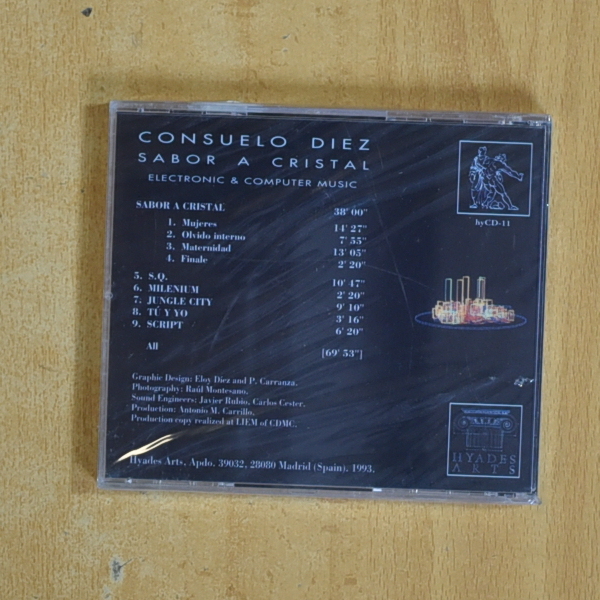 CONSUELO DIEZ
SABOR A CRISTAL
ELECTRONIC & COMPUTER MUSIC
hyCD-11
SABOR A CRISTAL 38' 00"
1. Mujeres 14' 27"
2. Olvido interno 7' 55"
3. Maternidad 13' 05"
4. Finale 2' 20"
5. S.Q. 10' 47"
6. MILENIUM 2' 20"
7. JUNGLE CITY 9' 10"
8. TÚ Y YO 3' 16"
9. SCRIPT 6' 20"
All [69' 53"]
Graphic Design: Eloy Diez and P. Carranza.
Photography: Raúl Montesano.
Sound Engineers: Javier Rubio, Carlos Cester.
Production: Antonio M. Carrillo.
Production copy realized at LIEM of CDMC.
Hyades Arts, Apdo. 39032, 28080 Madrid (Spain), 1993.
HYADES
ARTS